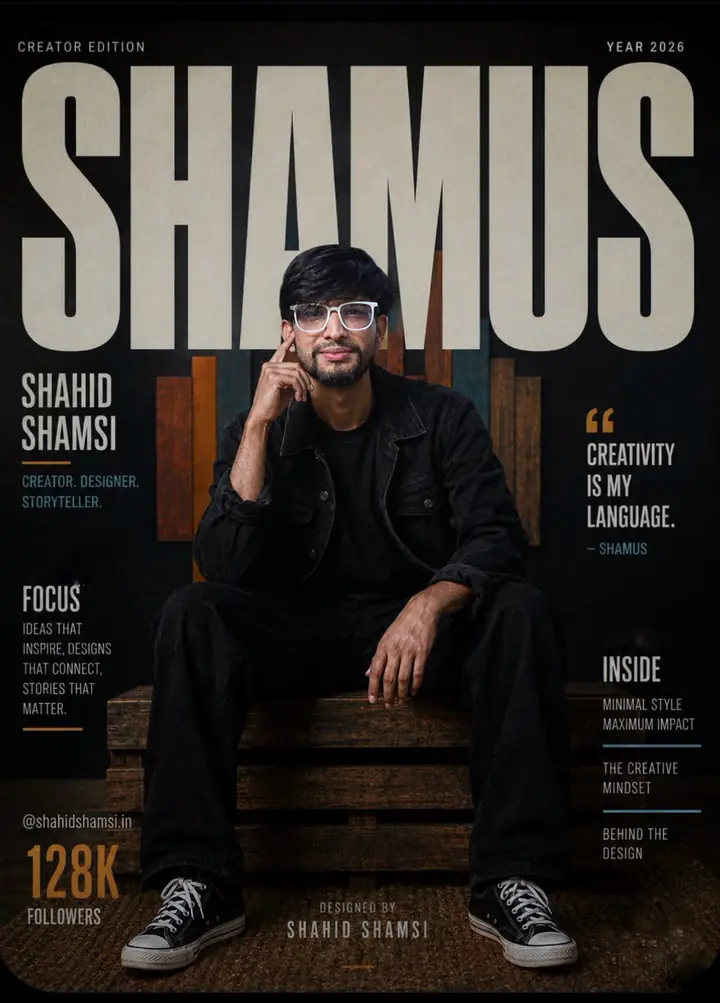 CREATOR EDITION
YEAR 2026
SHAMUS
SHAHID
SHAMSI
CREATOR. DESIGNER.
STORYTELLER.
“
CREATIVITY
IS MY
LANGUAGE.
– SHAMUS
FOCUS
IDEAS THAT
INSPIRE, DESIGNS
THAT CONNECT,
STORIES THAT
MATTER.
INSIDE
MINIMAL STYLE
MAXIMUM IMPACT
THE CREATIVE
MINDSET
BEHIND THE
DESIGN
@shahidshamsi.in
128K
FOLLOWERS
DESIGNED BY
SHAHID SHAMSI